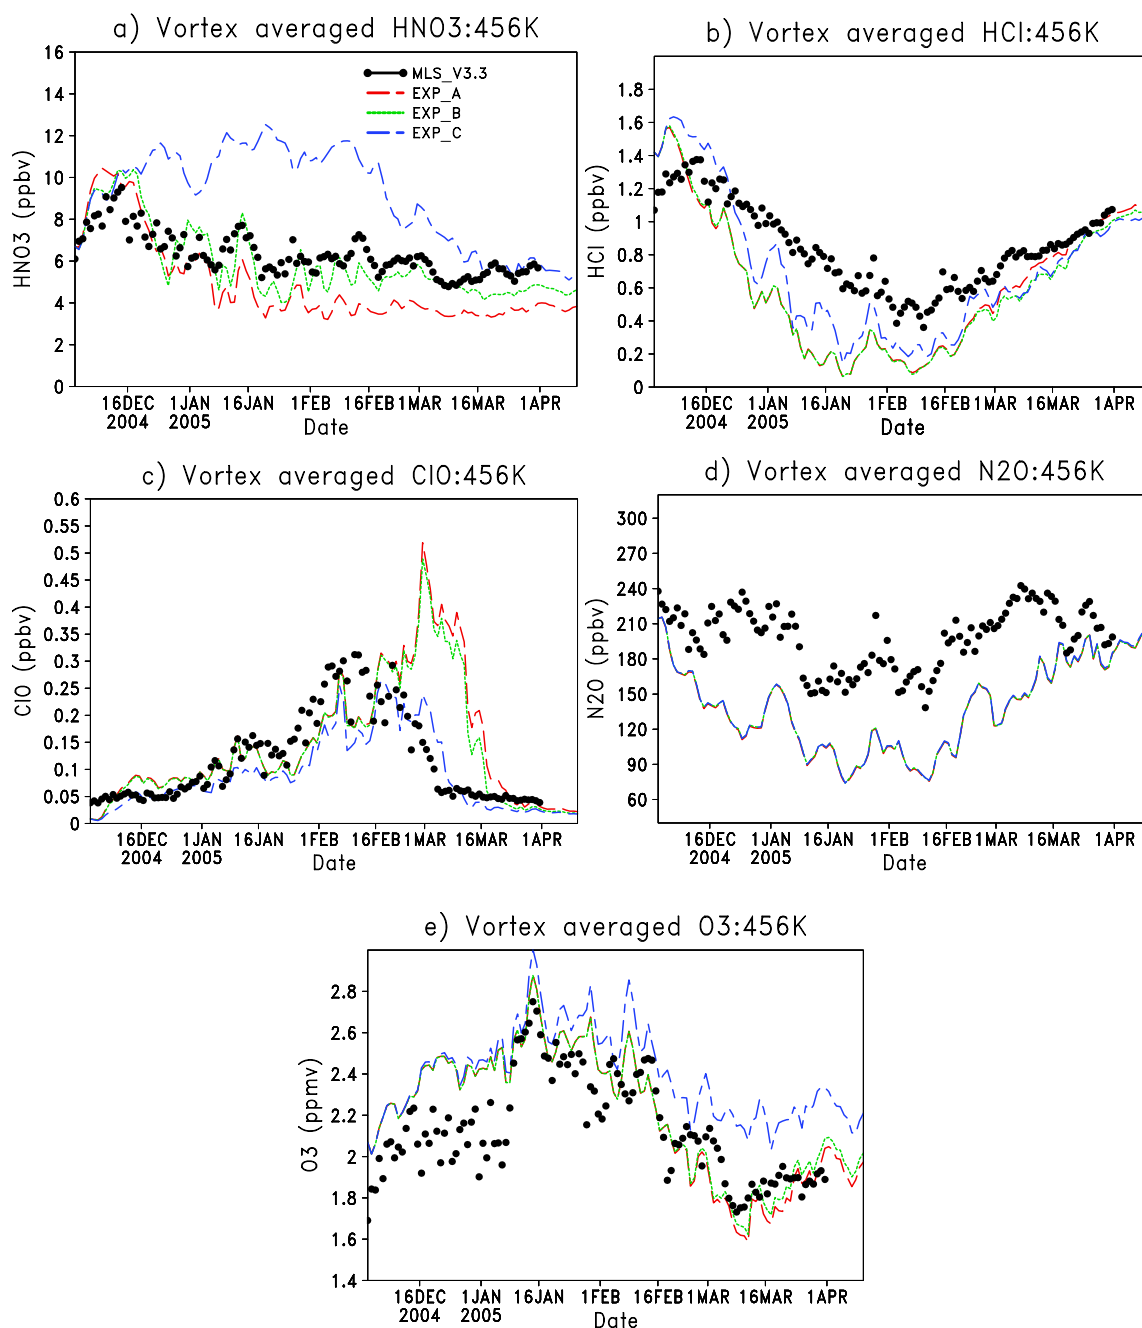 a) Vortex averaged HNO3:456K
16
14
12
10
8
6
4
2
0
HNO3 (ppbv)
MLS_V3.3
EXP_A
EXP_B
EXP_C
16DEC 1JAN 16JAN 1FEB 16FEB 1MAR 16MAR 1APR
2004 2005
Date
b) Vortex averaged HCl:456K
1.8
1.6
1.4
1.2
1
0.8
0.6
0.4
0.2
0
HCl (ppbv)
16DEC 1JAN 16JAN 1FEB 16FEB 1MAR 16MAR 1APR
2004 2005
Date
c) Vortex averaged ClO:456K
0.6
0.55
0.5
0.45
0.4
0.35
0.3
0.25
0.2
0.15
0.1
0.05
0
ClO (ppbv)
16DEC 1JAN 16JAN 1FEB 16FEB 1MAR 16MAR 1APR
2004 2005
Date
d) Vortex averaged N2O:456K
300
270
240
210
180
150
120
90
60
N2O (ppbv)
16DEC 1JAN 16JAN 1FEB 16FEB 1MAR 16MAR 1APR
2004 2005
Date
e) Vortex averaged O3:456K
2.8
2.6
2.4
2.2
2
1.8
1.6
1.4
O3 (ppmv)
16DEC 1JAN 16JAN 1FEB 16FEB 1MAR 16MAR 1APR
2004 2005
Date